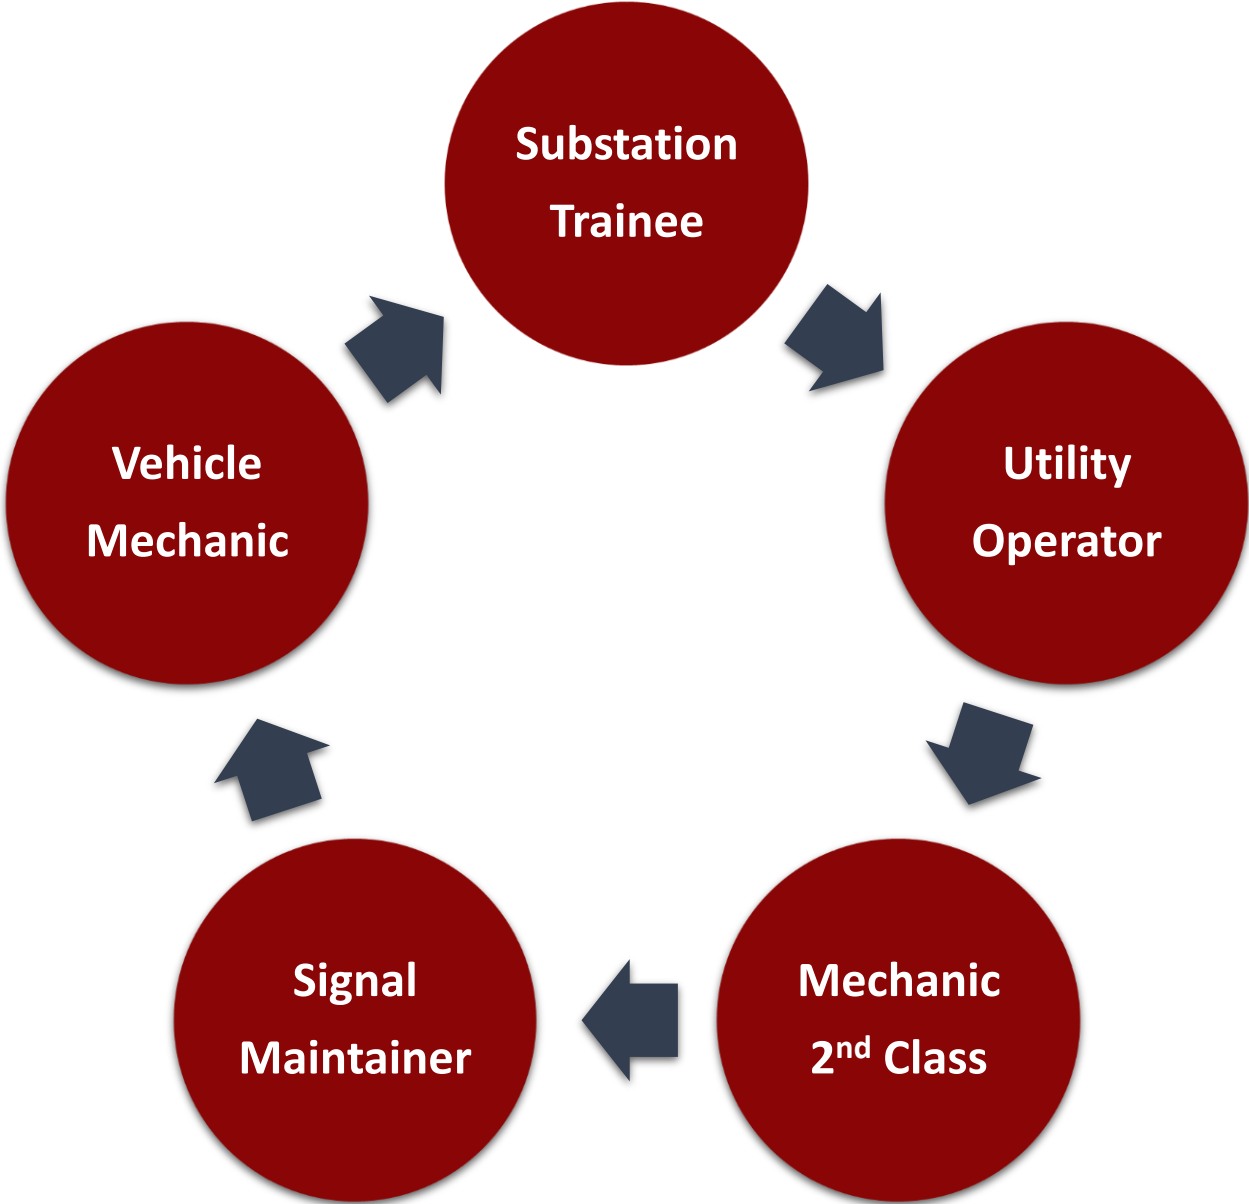 Substation
Trainee
Utility
Operator
Mechanic
2nd Class
Signal
Maintainer
Vehicle
Mechanic